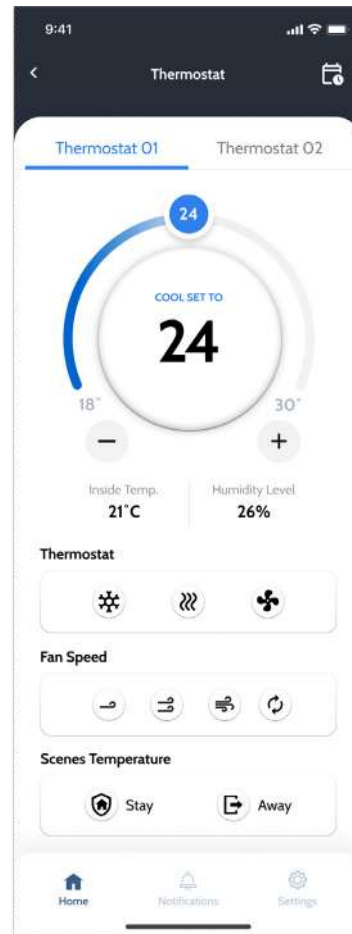 9:41
Thermostat
Thermostat 01 Thermostat 02
24
COOL SET TO
24
18° 30°
− +
Inside Temp. Humidity Level
21°C 26%
Thermostat
Fan Speed
Scenes Temperature
Stay Away
Home Notifications Settings